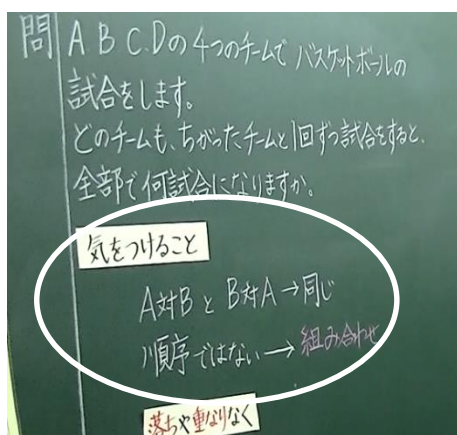 問 A B C.Dの4つのチームでバスケットボールの
試合をします。
どのチームも、ちがったチームと1回ずつ試合をすると、
全部で何試合になりますか。
気をつけること
A対BとB対A→同じ
順序ではない→組み合わせ
落ちや重なりなく